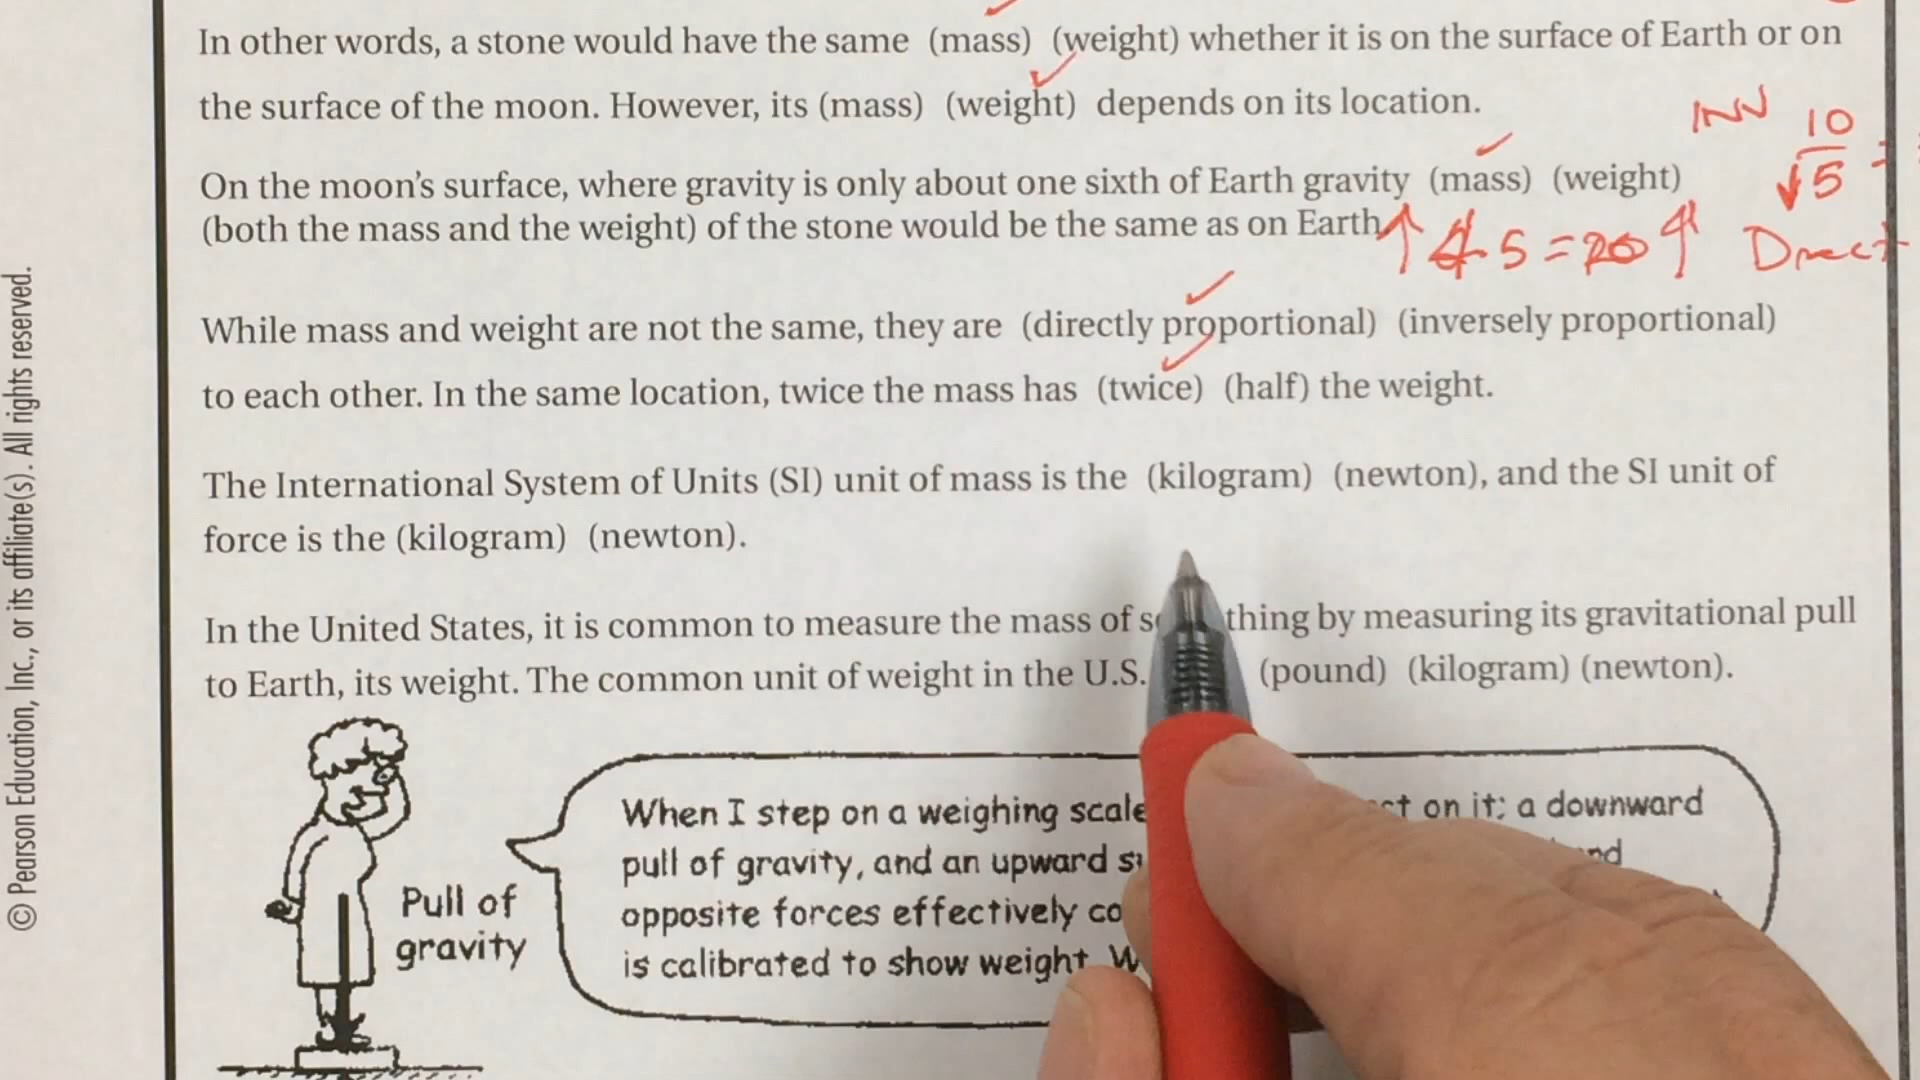 In other words, a stone would have the same (mass) (weight) whether it is on the surface of Earth or on
the surface of the moon. However, its (mass) (weight) depends on its location.
INV 10
5 =
On the moon's surface, where gravity is only about one sixth of Earth gravity (mass) (weight)
(both the mass and the weight) of the stone would be the same as on Earth
5 = 20 Direct
While mass and weight are not the same, they are (directly proportional) (inversely proportional)
to each other. In the same location, twice the mass has (twice) (half) the weight.
The International System of Units (SI) unit of mass is the (kilogram) (newton), and the SI unit of
force is the (kilogram) (newton).
In the United States, it is common to measure the mass of thing by measuring its gravitational pull
to Earth, its weight. The common unit of weight in the U.S. (pound) (kilogram) (newton).
When I step on a weighing scale on it; a downward
pull of gravity, and an upward
opposite forces effectively
is calibrated to show weight.
Pull of
gravity
© Pearson Education, Inc., or its affiliate(s). All rights reserved.